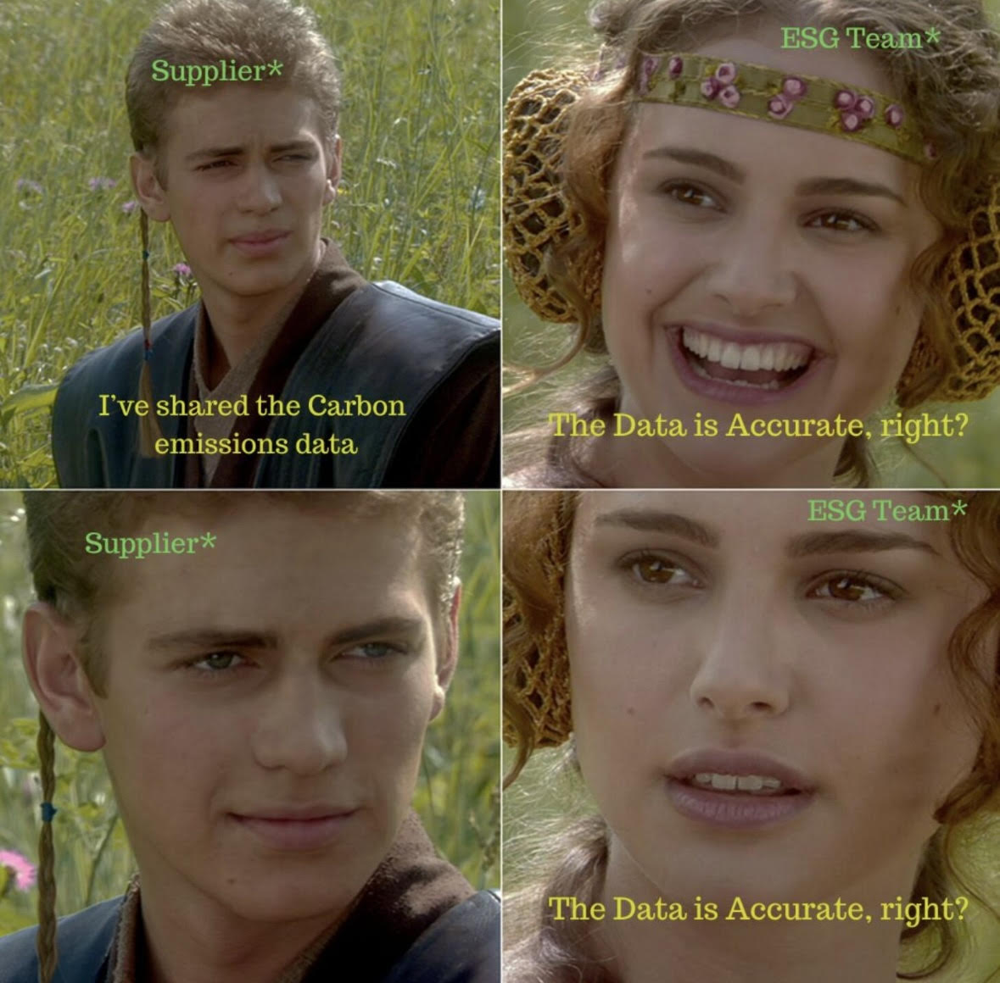 Supplier*
I've shared the Carbon
emissions data
ESG Team*
The Data is Accurate, right?
Supplier*
ESG Team*
The Data is Accurate, right?